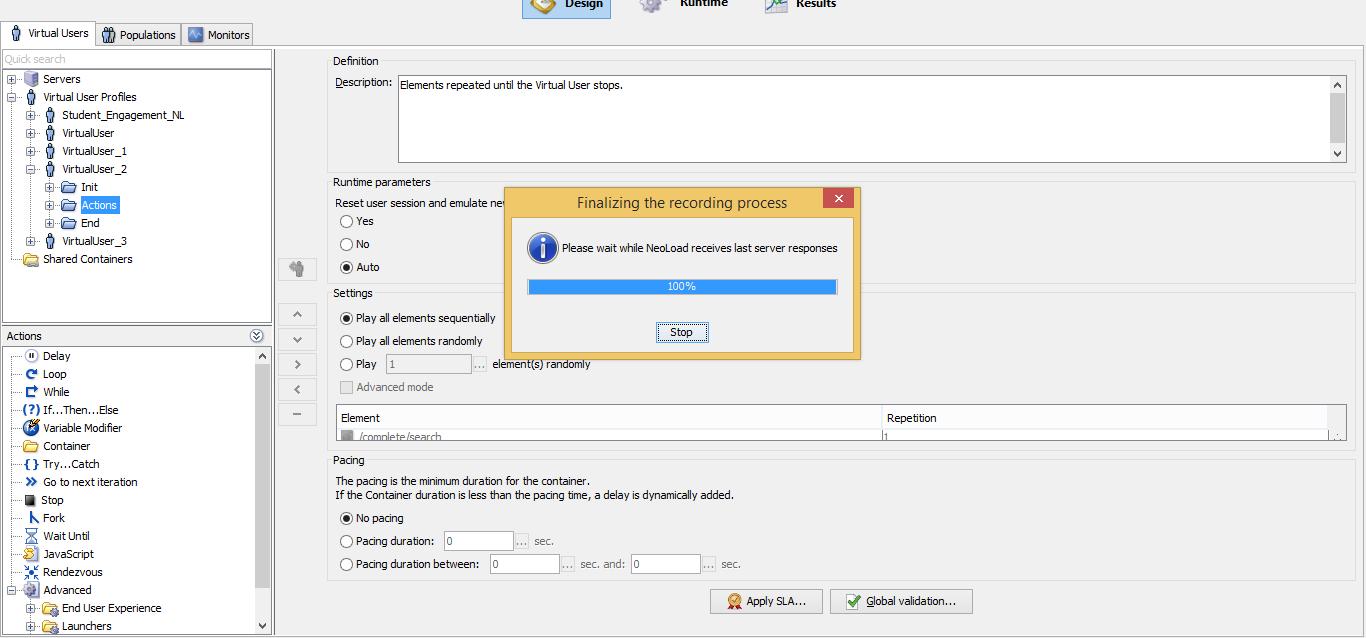 Design
Runtime
Results
Virtual Users
Populations
Monitors
Quick search
Servers
Virtual User Profiles
Student_Engagement_NL
VirtualUser
VirtualUser_1
VirtualUser_2
Init
Actions
End
VirtualUser_3
Shared Containers
Actions
Delay
Loop
While
If...Then...Else
Variable Modifier
Container
Try...Catch
Go to next iteration
Stop
Fork
Wait Until
JavaScript
Rendezvous
Advanced
End User Experience
Launchers
Definition
Description:
Elements repeated until the Virtual User stops.
Runtime parameters
Reset user session and emulate
Yes
No
Auto
Settings
Play all elements sequentially
Play all elements randomly
Play 1 ... element(s) randomly
Advanced mode
Element
Repetition
/complete/search
1
Pacing
The pacing is the minimum duration for the container.
If the Container duration is less than the pacing time, a delay is dynamically added.
No pacing
Pacing duration: 0 ... sec.
Pacing duration between: 0 ... sec. and: 0 ... sec.
Apply SLA...
Global validation...
Finalizing the recording process
Please wait while NeoLoad receives last server responses
100%
Stop